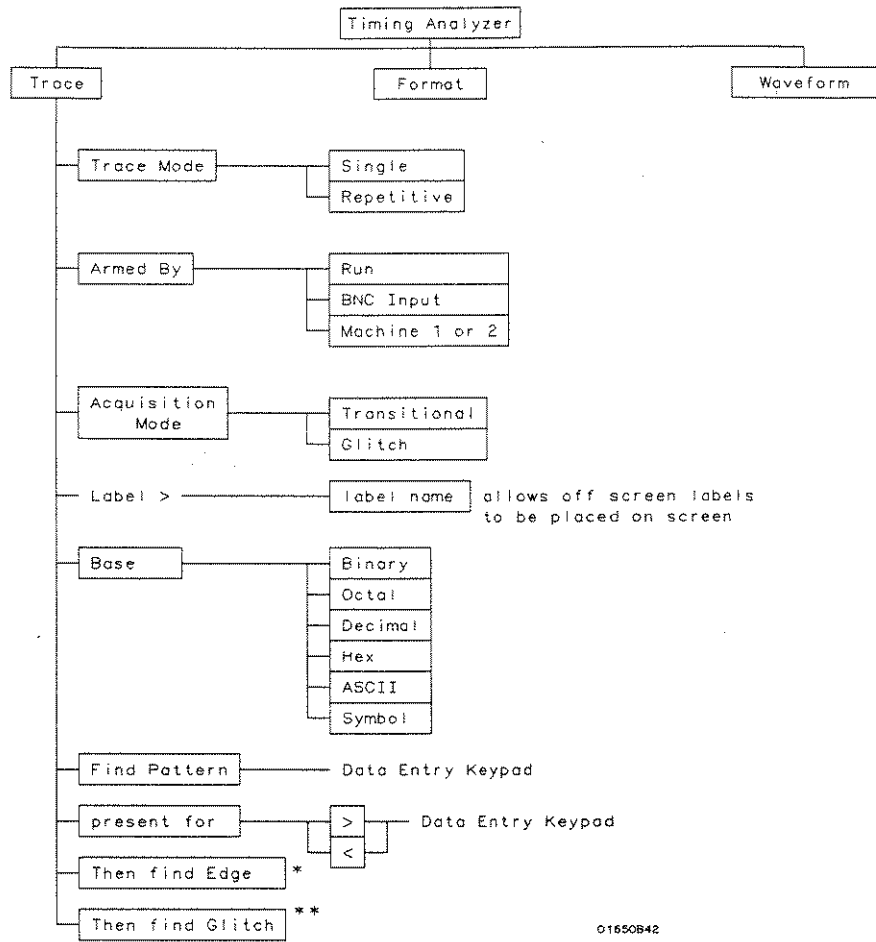 Timing Analyzer
Trace
Format
Waveform
Trace Mode
Single
Repetitive
Armed By
Run
BNC Input
Machine 1 or 2
Acquisition
Mode
Transitional
Glitch
Label >
label name
allows off screen labels
to be placed on screen
Base
Binary
Octal
Decimal
Hex
ASCII
Symbol
Find Pattern
Data Entry Keypad
present for
>
<
Data Entry Keypad
Then find Edge *
Then find Glitch **
01650B42